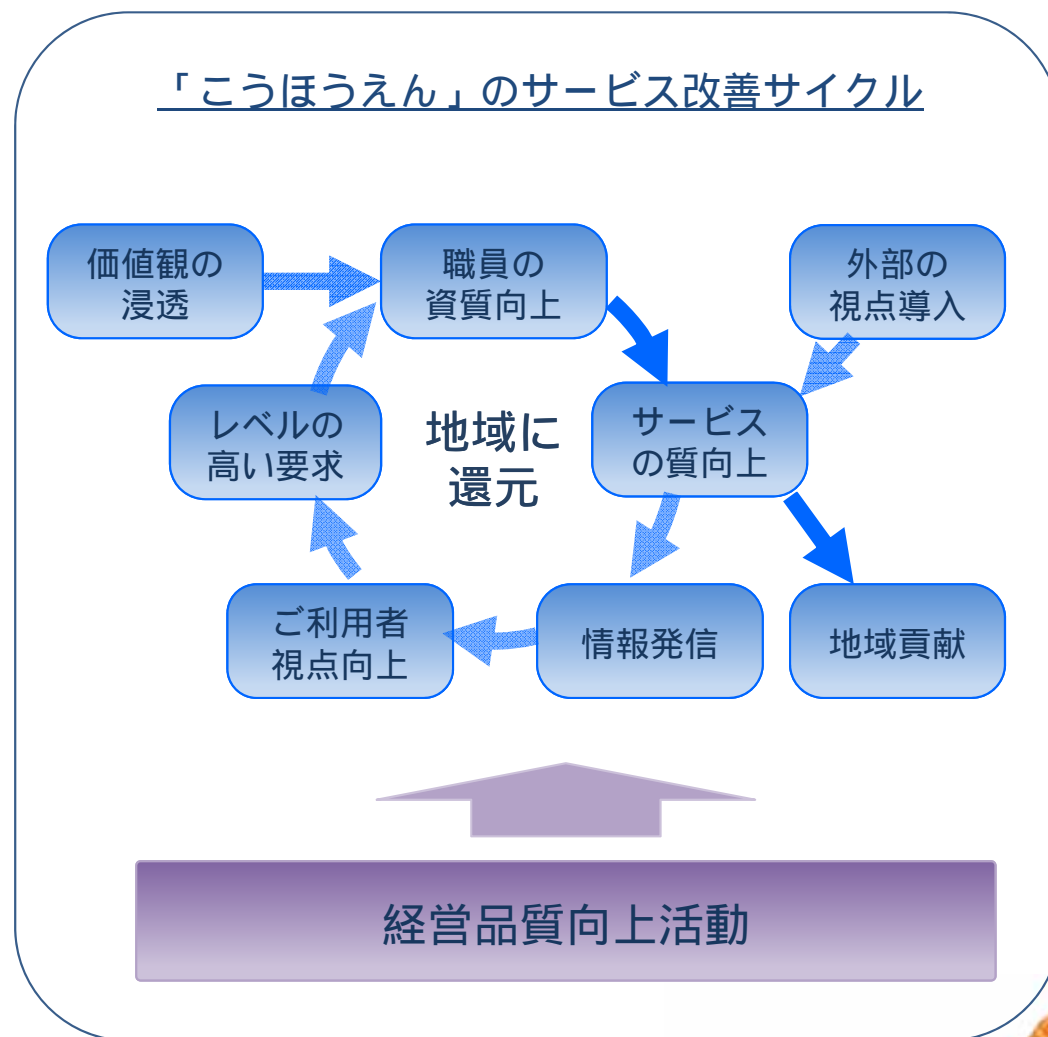 「こうほうえん」のサービス改善サイクル
価値観の
浸透
職員の
資質向上
外部の
視点導入
レベルの
高い要求
地域に
還元
サービス
の質向上
ご利用者
視点向上
情報発信
地域貢献
経営品質向上活動